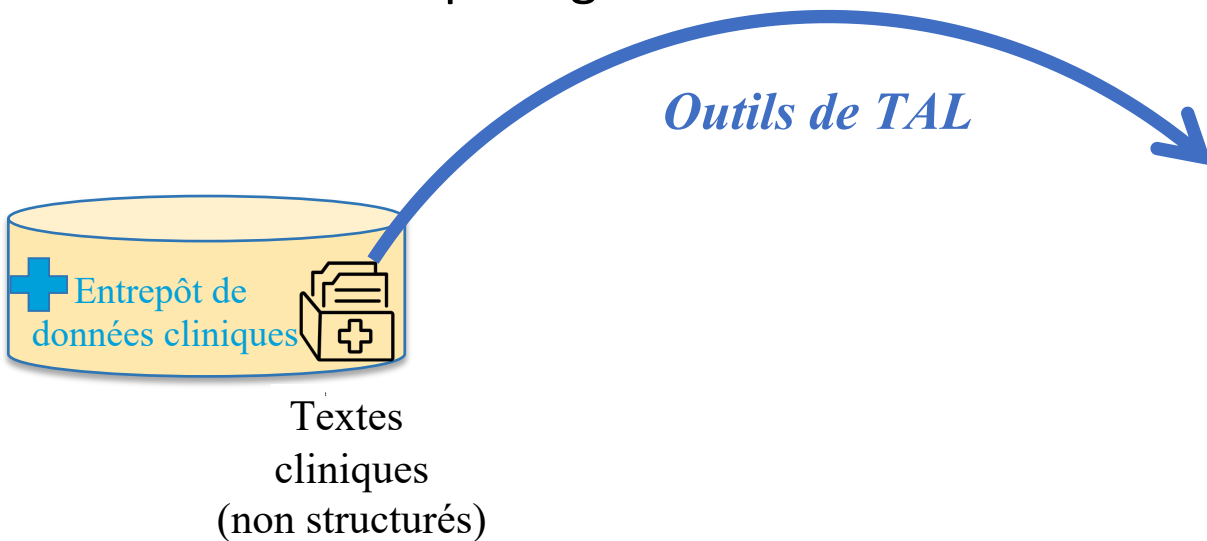 Outils de TAL
Entrepôt de
données cliniques
Textes
cliniques
(non structurés)